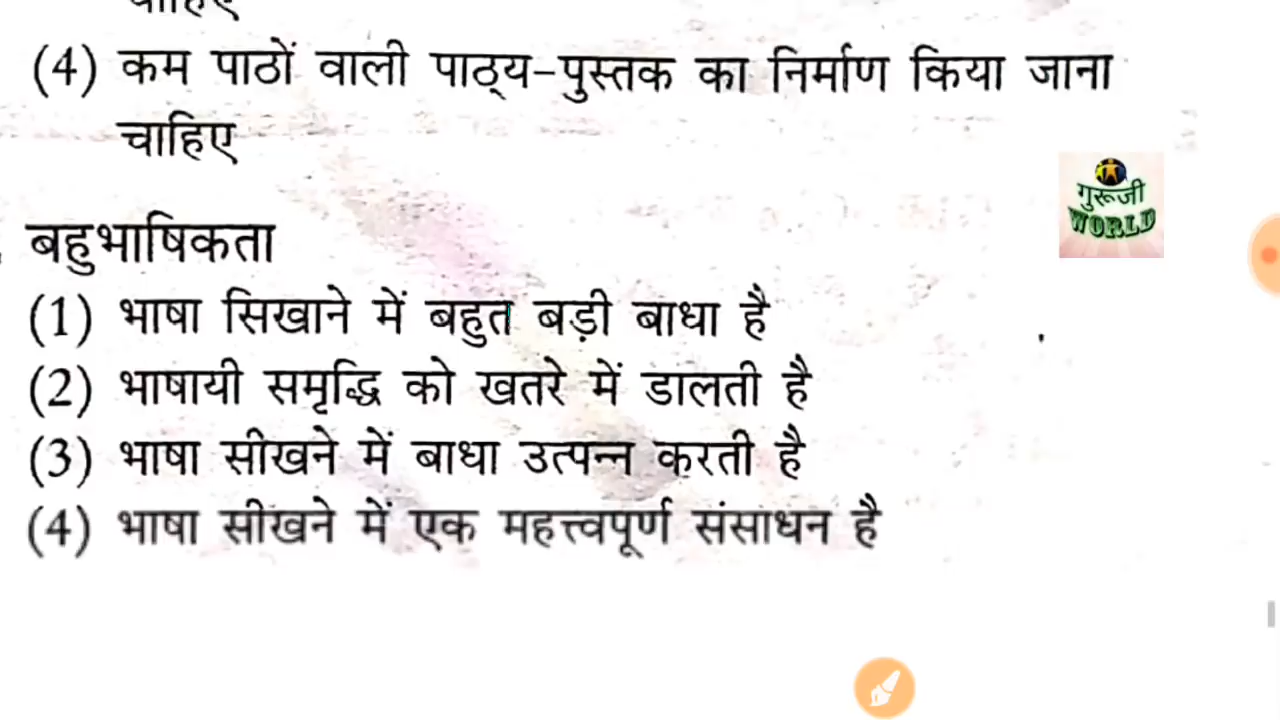 चाहिए
(4) कम पाठों वाली पाठ्य-पुस्तक का निर्माण किया जाना
चाहिए
गुरूजी
WORLD
बहुभाषिकता
(1) भाषा सिखाने में बहुत बड़ी बाधा है
(2) भाषायी समृद्धि को खतरे में डालती है
(3) भाषा सीखने में बाधा उत्पन्न करती है
(4) भाषा सीखने में एक महत्त्वपूर्ण संसाधन है